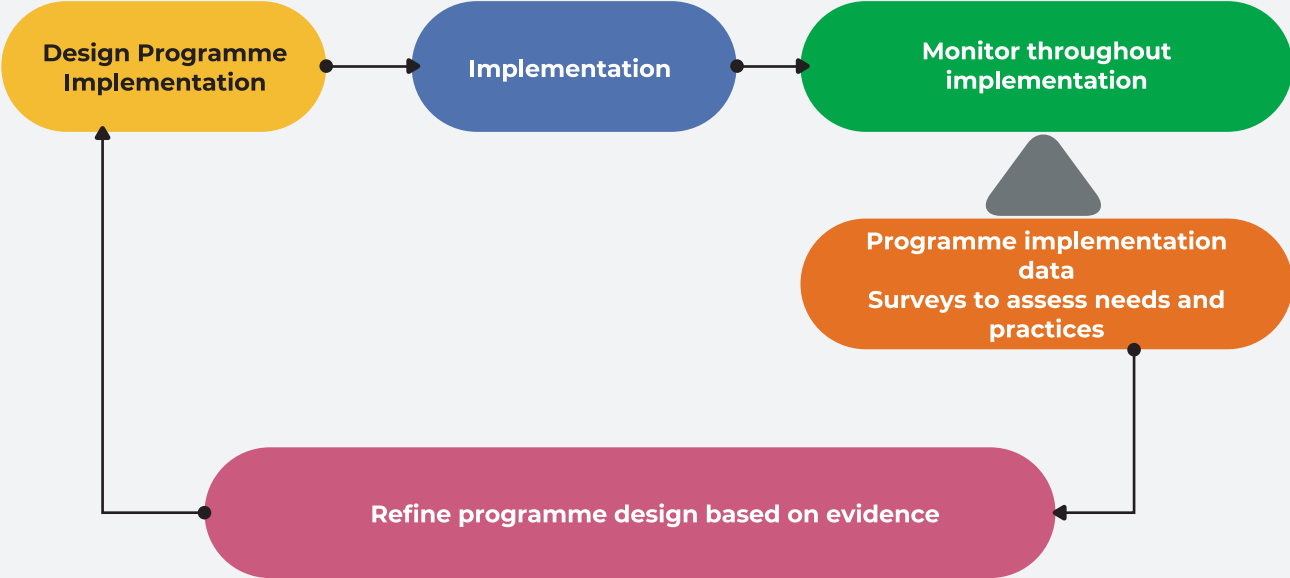 Design Programme
Implementation
Implementation
Monitor throughout
implementation
Programme implementation
data
Surveys to assess needs and
practices
Refine programme design based on evidence